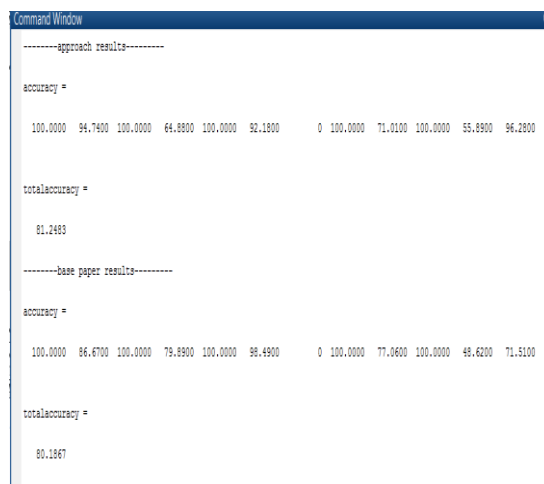 Command Window
--------approach results---------
accuracy =
100.0000 94.7400 100.0000 64.8800 100.0000 92.1800 0 100.0000 71.0100 100.0000 55.8900 96.2800
totalaccuracy =
81.2483
--------base paper results---------
accuracy =
100.0000 86.6700 100.0000 79.8900 100.0000 98.4900 0 100.0000 77.0600 100.0000 48.6200 71.5100
totalaccuracy =
80.1867